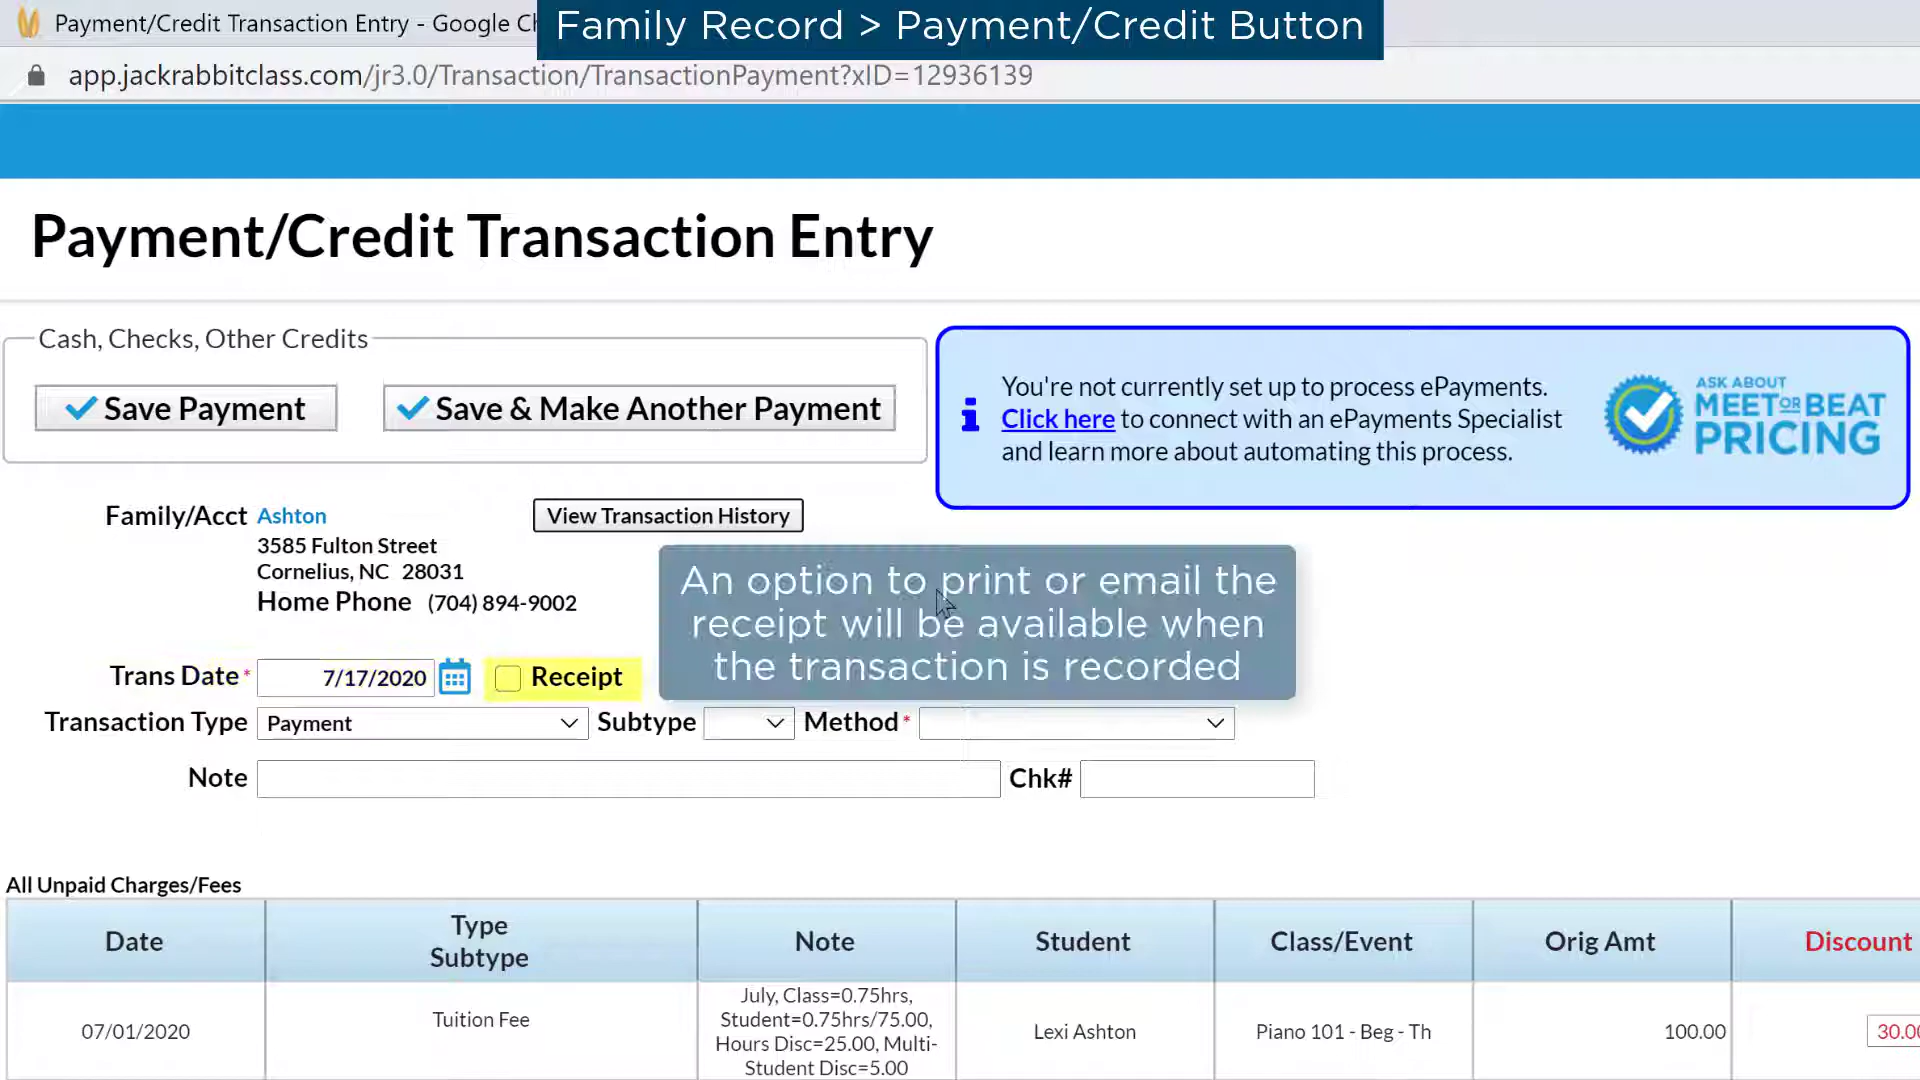 Payment/Credit Transaction Entry - Google Ch
Family Record > Payment/Credit Button
app.jackrabbitclass.com/jr3.0/Transaction/TransactionPayment?xID=12936139
Payment/Credit Transaction Entry
Cash, Checks, Other Credits
Save Payment
Save & Make Another Payment
You're not currently set up to process ePayments.
Click here to connect with an ePayments Specialist
and learn more about automating this process.
ASK ABOUT
MEET OR BEAT
PRICING
Family/Acct Ashton
View Transaction History
3585 Fulton Street
Cornelius, NC 28031
Home Phone (704) 894-9002
An option to print or email the
receipt will be available when
the transaction is recorded
Trans Date* 7/17/2020 Receipt
Transaction Type Payment Subtype Method*
Note Chk#
All Unpaid Charges/Fees
Date
Type
Subtype
Note
Student
Class/Event
Orig Amt
Discount
07/01/2020
Tuition Fee
July, Class=0.75hrs,
Student=0.75hrs/75.00,
Hours Disc=25.00, Multi-
Student Disc=5.00
Lexi Ashton
Piano 101 - Beg - Th
100.00
30.00